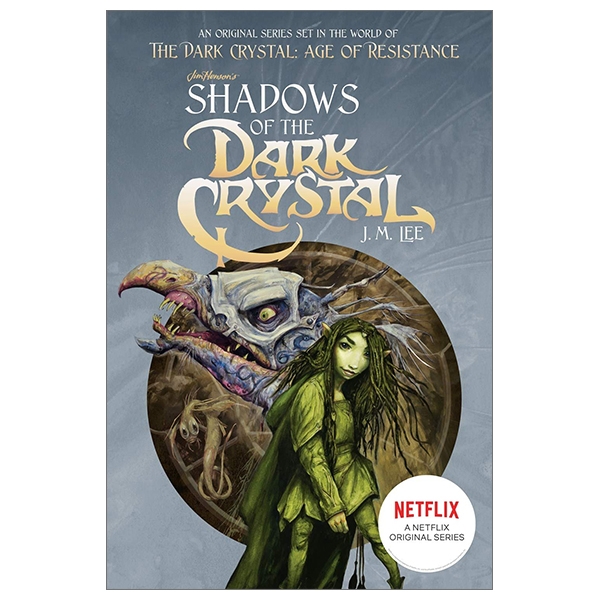 AN ORIGINAL SERIES SET IN THE WORLD OF
THE DARK CRYSTAL: AGE OF RESISTANCE
Jim Henson's
SHADOWS
OF THE
DARK
CRYSTAL
J. M. LEE
NETFLIX
A NETFLIX
ORIGINAL SERIES